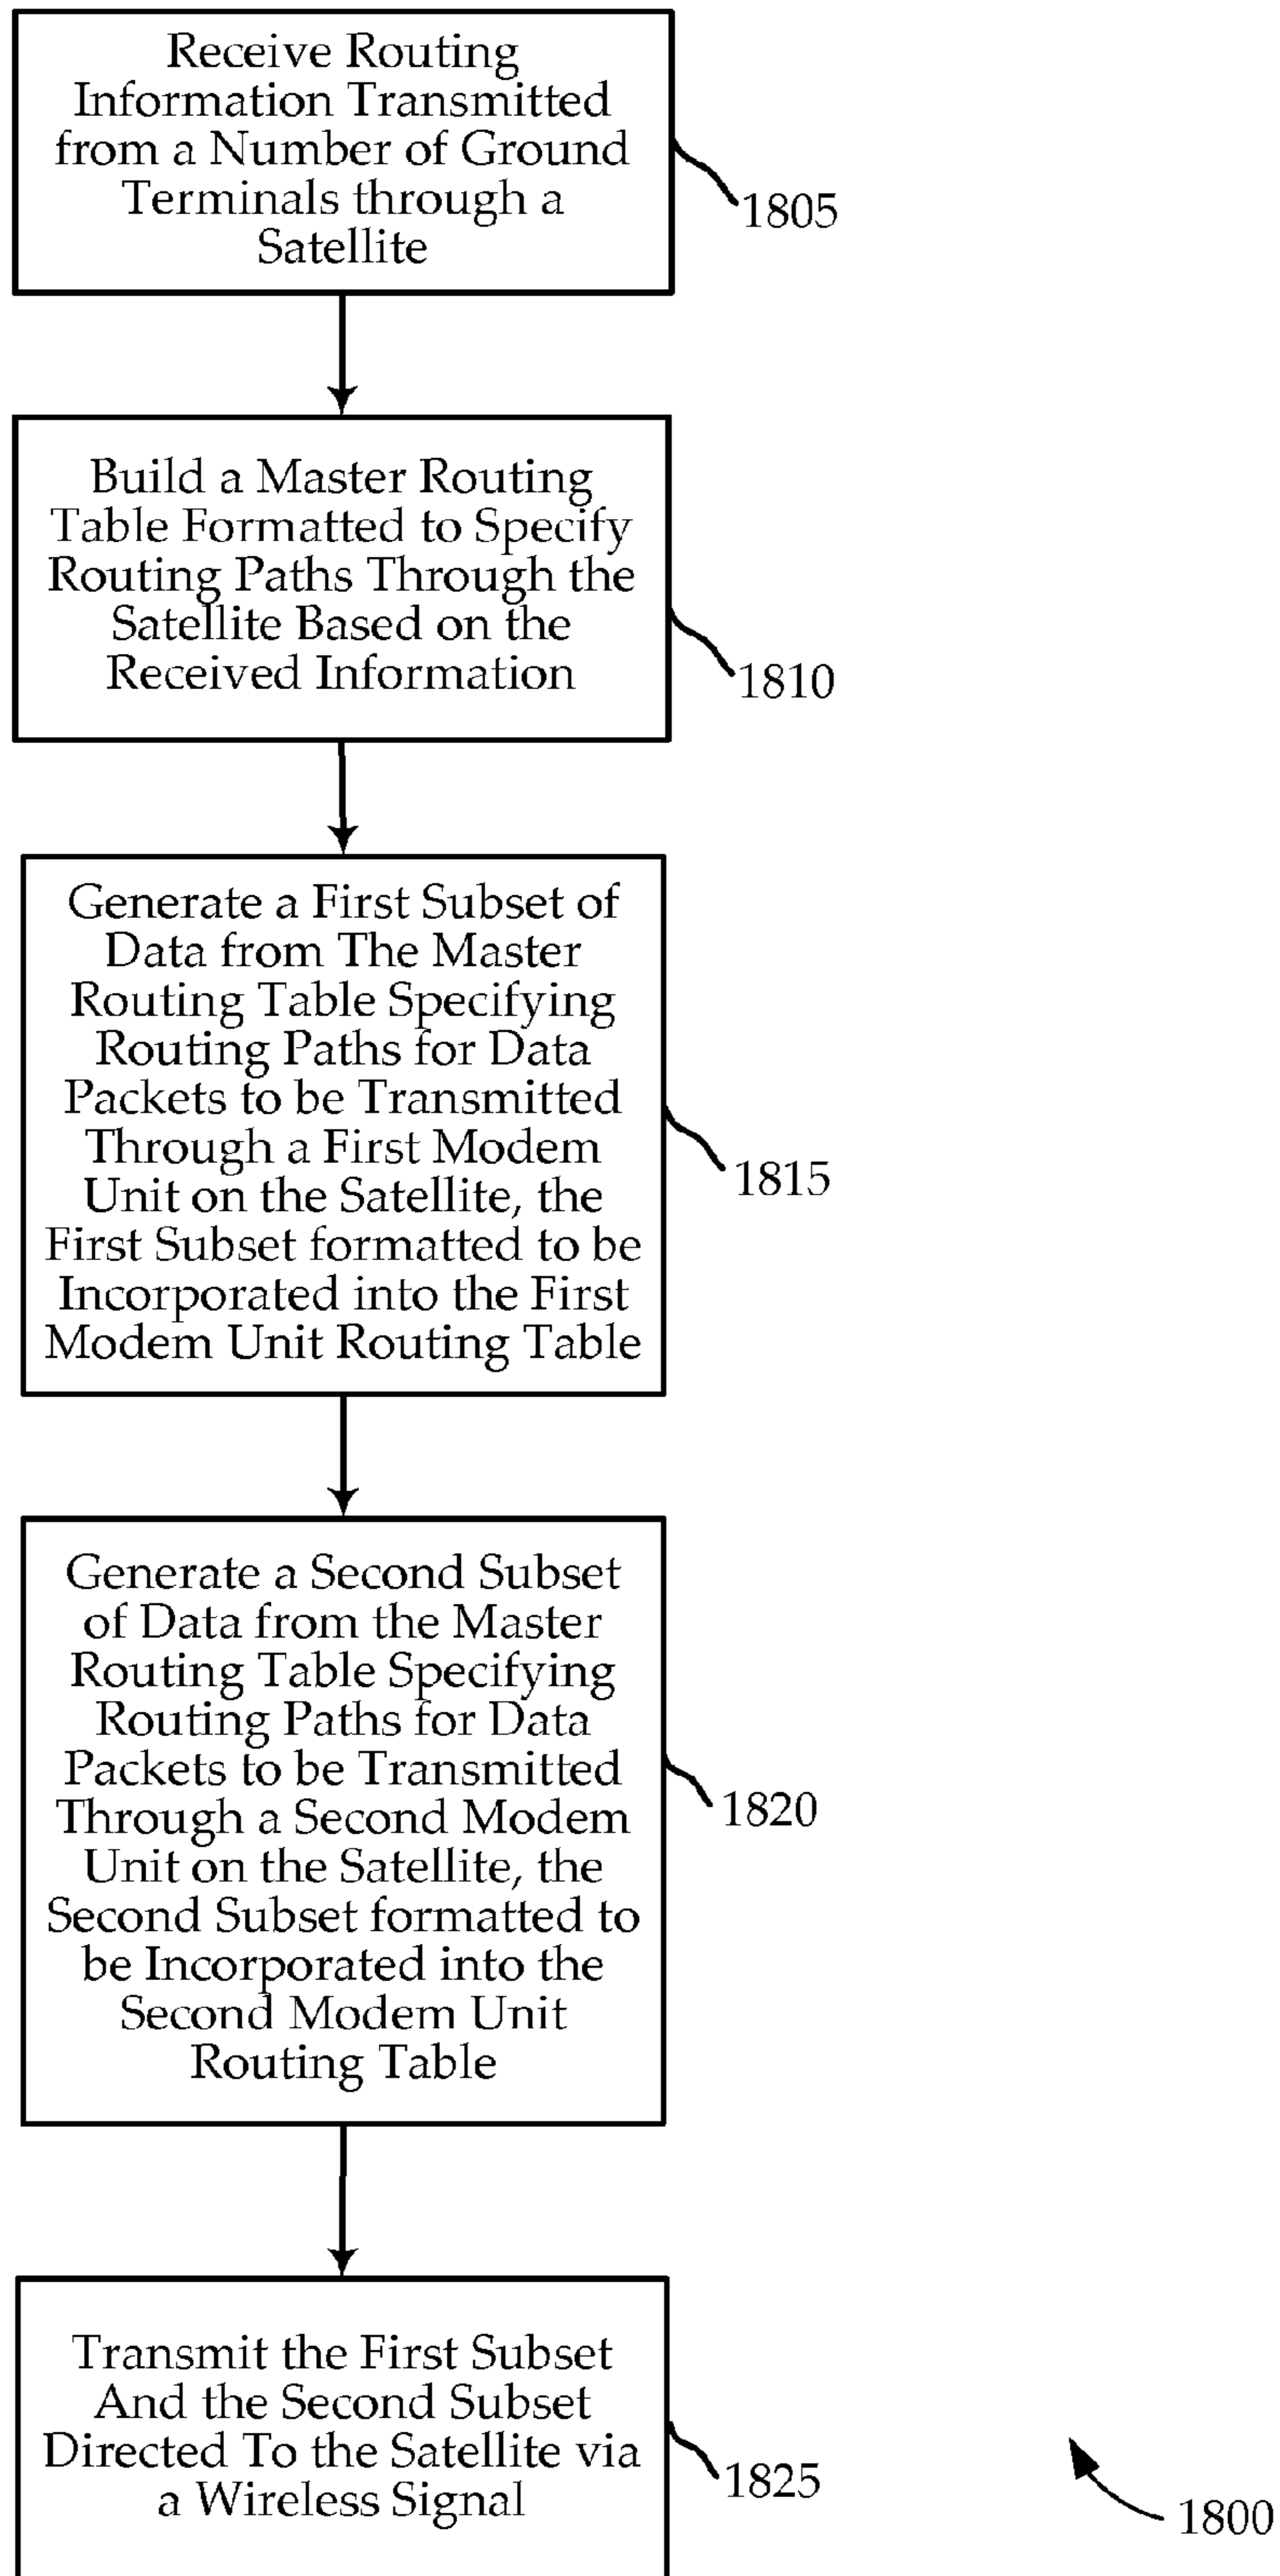 Receive Routing
Information Transmitted
from a Number of Ground
Terminals through a
Satellite
1805
Build a Master Routing
Table Formatted to Specify
Routing Paths Through the
Satellite Based on the
Received Information
1810
Generate a First Subset of
Data from The Master
Routing Table Specifying
Routing Paths for Data
Packets to be Transmitted
Through a First Modem
Unit on the Satellite, the
First Subset formatted to be
Incorporated into the First
Modem Unit Routing Table
1815
Generate a Second Subset
of Data from the Master
Routing Table Specifying
Routing Paths for Data
Packets to be Transmitted
Through a Second Modem
Unit on the Satellite, the
Second Subset formatted to
be Incorporated into the
Second Modem Unit
Routing Table
1820
Transmit the First Subset
And the Second Subset
Directed To the Satellite via
a Wireless Signal
1825
1800